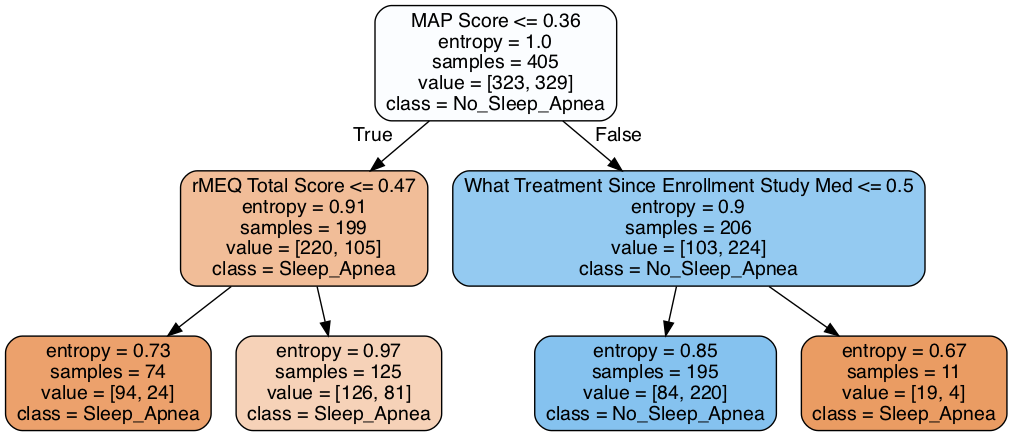 MAP Score <= 0.36
entropy = 1.0
samples = 405
value = [323, 329]
class = No_Sleep_Apnea
True
False
rMEQ Total Score <= 0.47
entropy = 0.91
samples = 199
value = [220, 105]
class = Sleep_Apnea
What Treatment Since Enrollment Study Med <= 0.5
entropy = 0.9
samples = 206
value = [103, 224]
class = No_Sleep_Apnea
entropy = 0.73
samples = 74
value = [94, 24]
class = Sleep_Apnea
entropy = 0.97
samples = 125
value = [126, 81]
class = Sleep_Apnea
entropy = 0.85
samples = 195
value = [84, 220]
class = No_Sleep_Apnea
entropy = 0.67
samples = 11
value = [19, 4]
class = Sleep_Apnea